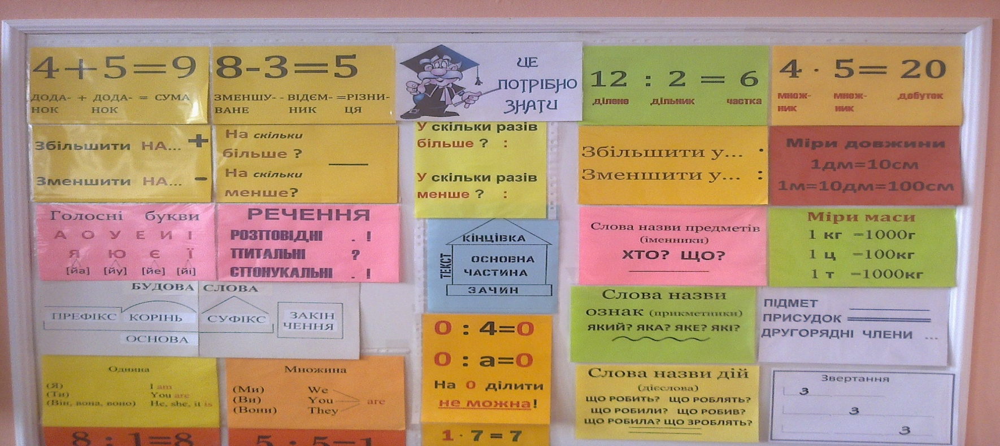 4+5=9
ДОДА- + ДОДА- = СУМА
НОК НОК
8-3=5
ЗМЕНШУ- - ВІДЄМ- =РІЗНИ-
ВАНЕ НИК ЦЯ
ЦЕ
ПОТРІБНО
ЗНАТИ
12 : 2 = 6
ділене дільник частка
4 · 5= 20
множ- множ- добуток
ник ник
Збільшити НА... +
Зменшити НА... -
На скільки
більше ?
На скільки
менше?
У скільки разів
більше ? :
У скільки разів
менше ? :
Збільшити у... ·
Зменшити у... :
Міри довжини
1дм=10см
1м=10дм=100см
Голосні букви
А О У Е И І
Я Ю Є Ї
[йа] [йу] [йе] [йі]
РЕЧЕННЯ
РОЗПОВІДНІ . !
ПИТАЛЬНІ ?
СПОНУКАЛЬНІ . !
КІНЦІВКА
ТЕКСТ
ОСНОВНА
ЧАСТИНА
ЗАЧИН
Слова назви предметів
(іменники)
ХТО? ЩО?
Міри маси
1 кг =1000г
1 ц =100кг
1 т =1000кг
БУДОВА СЛОВА
ПРЕФІКС КОРІНЬ СУФІКС ЗАКІН
ЧЕННЯ
ОСНОВА
0 : 4=0
0 : а=0
На 0 ділити
не можна!
Слова назви
ознак (прикметники)
ЯКИЙ? ЯКА? ЯКЕ? ЯКІ?
ПІДМЕТ
ПРИСУДОК
ДРУГОРЯДНІ ЧЛЕНИ ...
Однина
(Я) I am
(Ти) You are
(Він, вона, воно) He, she, it is
Множина
(Ми) We
(Ви) You are
(Вони) They
Слова назви дій
(дієслова)
ЩО РОБИТЬ? ЩО РОБЛЯТЬ?
ЩО РОБИЛИ? ЩО РОБИВ?
ЩО РОБИЛА? ЩО ЗРОБЛЯТЬ?
Звертання
З
З
З
8 : 1=8
5 : 5=1
1 · 7 = 7